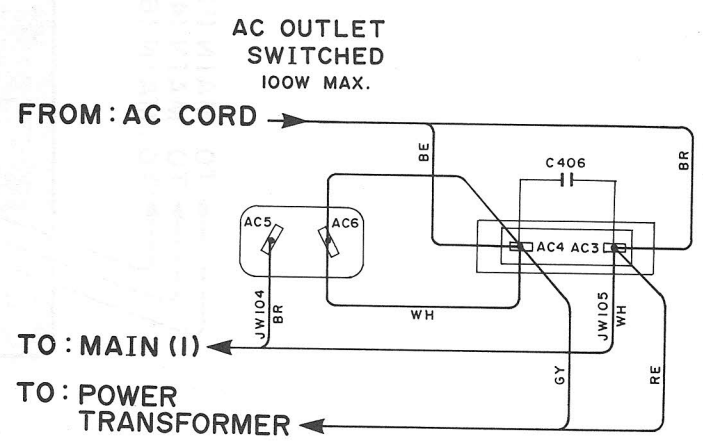 AC OUTLET
SWITCHED
100W MAX.
FROM: AC CORD
BE
BR
C406
AC5
AC6
AC4
AC3
JW104
BR
WH
JW105
WH
TO: MAIN (1)
GY
RE
TO: POWER
TRANSFORMER